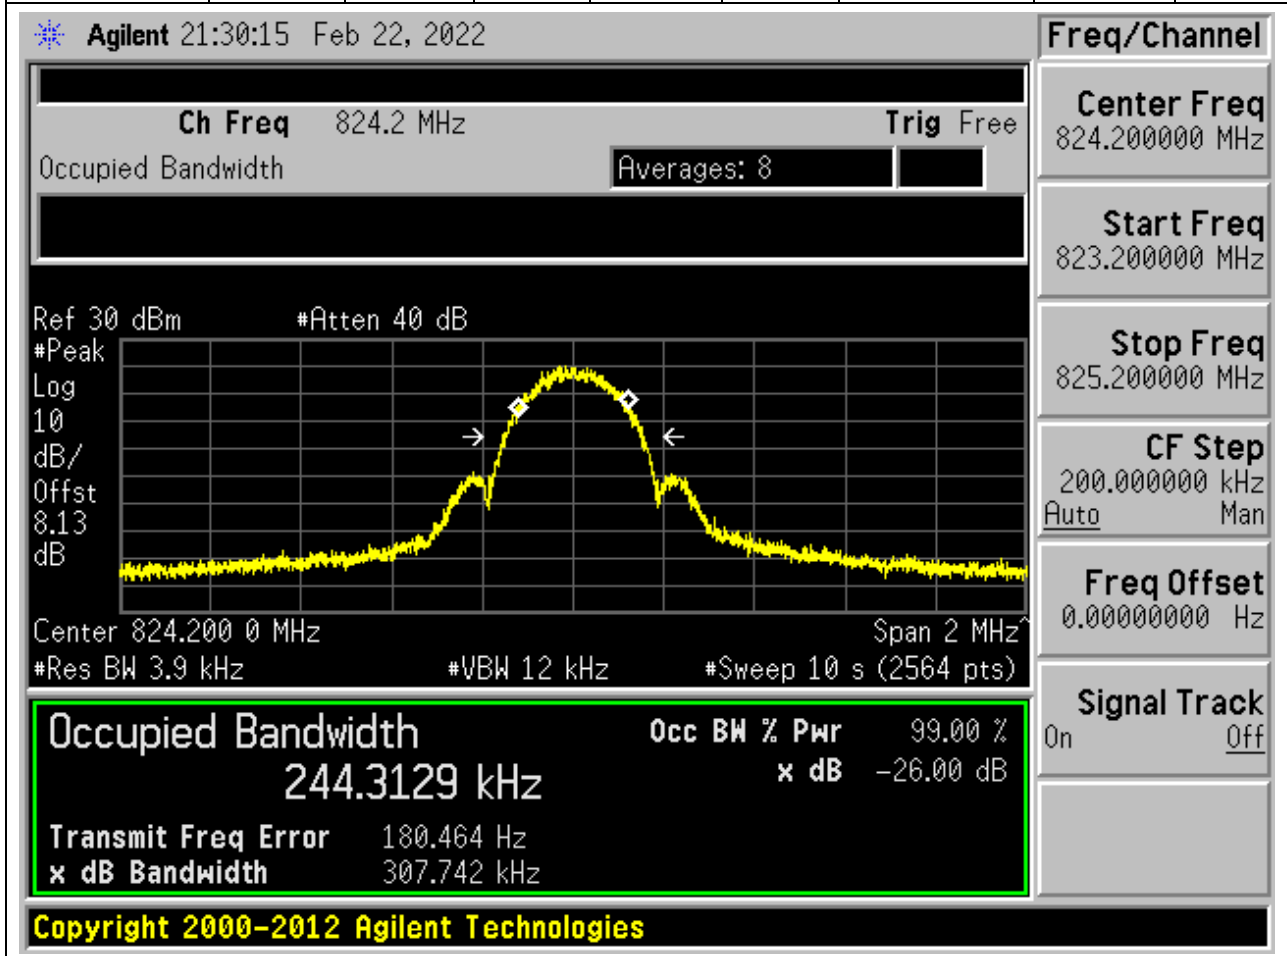 Agilent 21:30:15 Feb 22, 2022
Freq/Channel
Ch Freq 824.2 MHz Trig Free
Occupied Bandwidth Averages: 8
Center Freq
824.200000 MHz
Start Freq
823.200000 MHz
Stop Freq
825.200000 MHz
CF Step
200.000000 kHz
Auto Man
Freq Offset
0.00000000 Hz
Signal Track
On Off
Ref 30 dBm #Atten 40 dB
#Peak
Log
10
dB/
Offst
8.13
dB
Center 824.200 0 MHz Span 2 MHz^
#Res BW 3.9 kHz #VBW 12 kHz #Sweep 10 s (2564 pts)
Occupied Bandwidth Occ BW % Pwr 99.00 %
244.3129 kHz x dB -26.00 dB
Transmit Freq Error 180.464 Hz
x dB Bandwidth 307.742 kHz
Copyright 2000-2012 Agilent Technologies